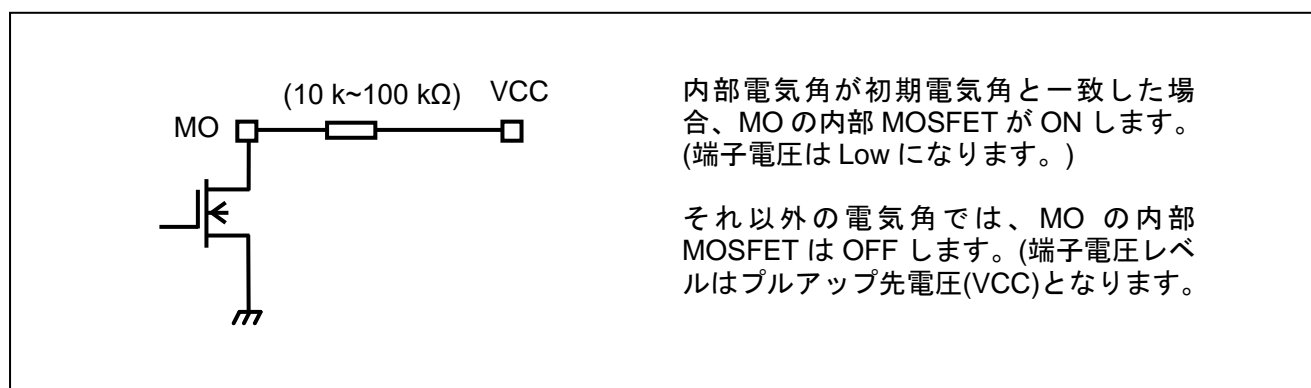 (10 k~100 kΩ) VCC
MO
内部電気角が初期電気角と一致した場
合、MO の内部 MOSFET が ON します。
(端子電圧は Low になります。)
それ以外の電気角では、MO の内部
MOSFET は OFF します。(端子電圧レベ
ルはプルアップ先電圧(VCC)となります。